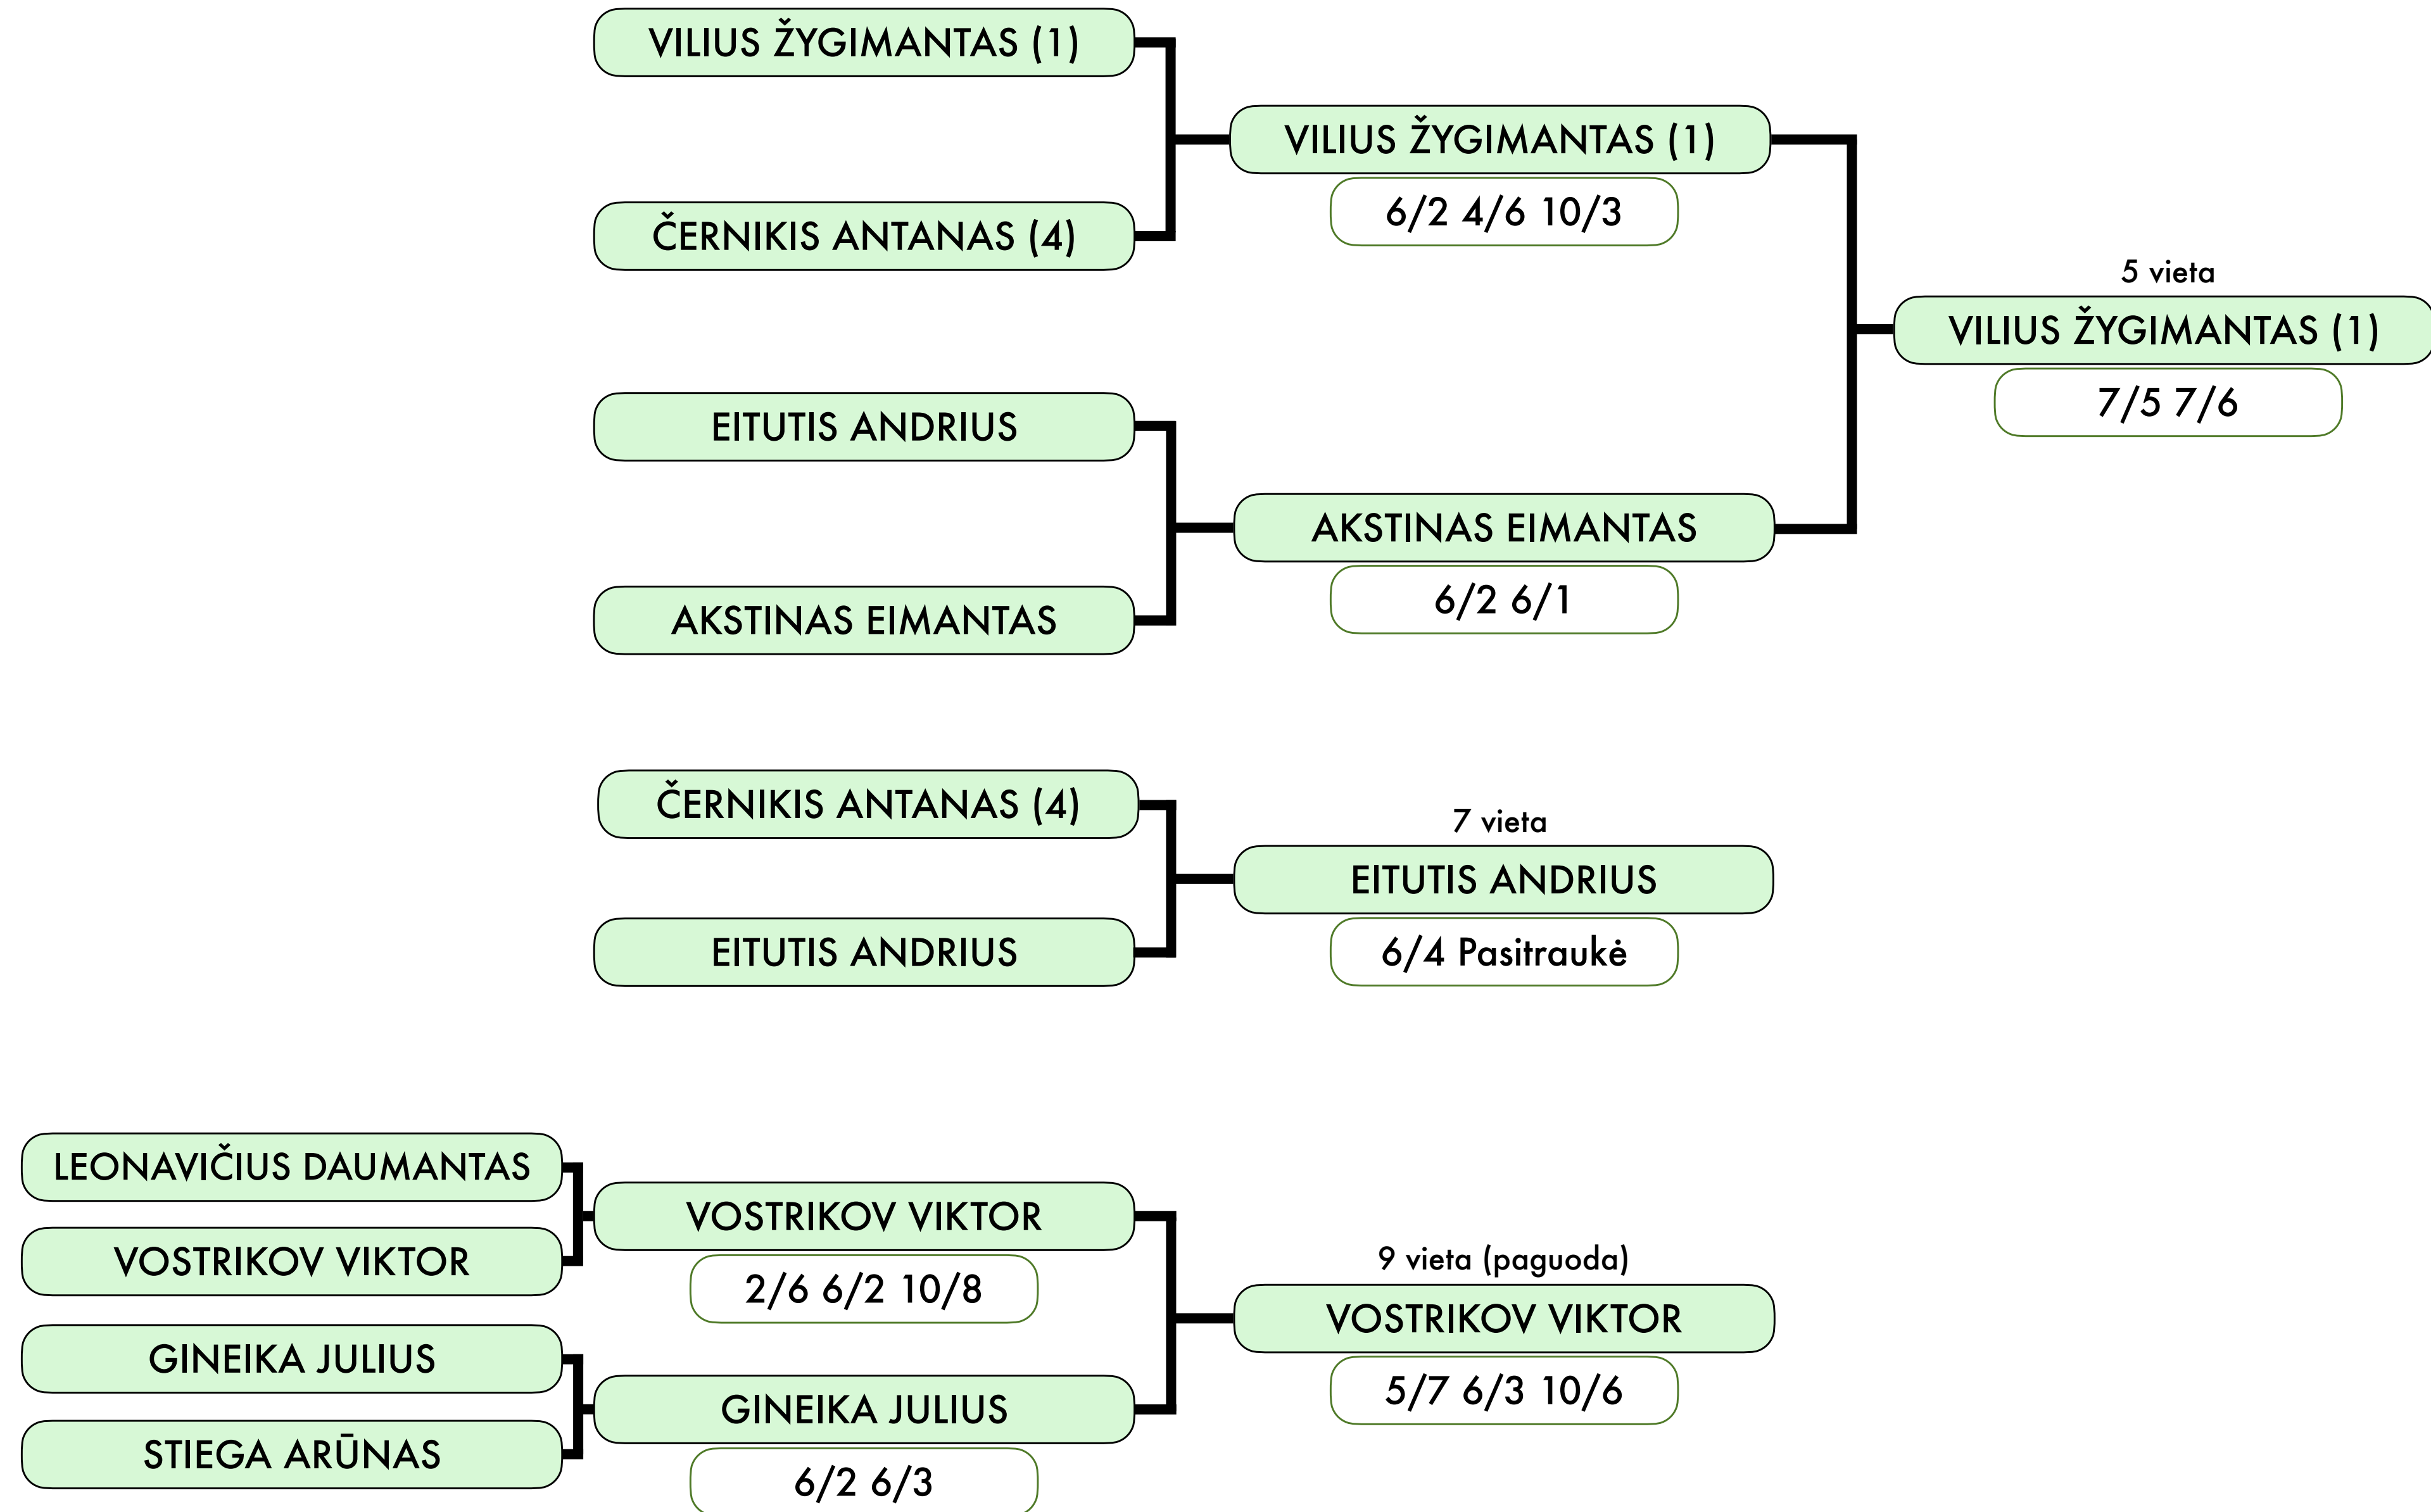 VILIUS ŽYGIMANTAS (1)
ČERNIKIS ANTANAS (4)
VILIUS ŽYGIMANTAS (1)
6/2 4/6 10/3
EITUTIS ANDRIUS
AKSTINAS EIMANTAS
AKSTINAS EIMANTAS
6/2 6/1
5 vieta
VILIUS ŽYGIMANTAS (1)
7/5 7/6
ČERNIKIS ANTANAS (4)
EITUTIS ANDRIUS
7 vieta
EITUTIS ANDRIUS
6/4 Pasitraukė
LEONAVIČIUS DAUMANTAS
VOSTRIKOV VIKTOR
GINEIKA JULIUS
STIEGA ARŪNAS
VOSTRIKOV VIKTOR
2/6 6/2 10/8
GINEIKA JULIUS
6/2 6/3
9 vieta (paguoda)
VOSTRIKOV VIKTOR
5/7 6/3 10/6